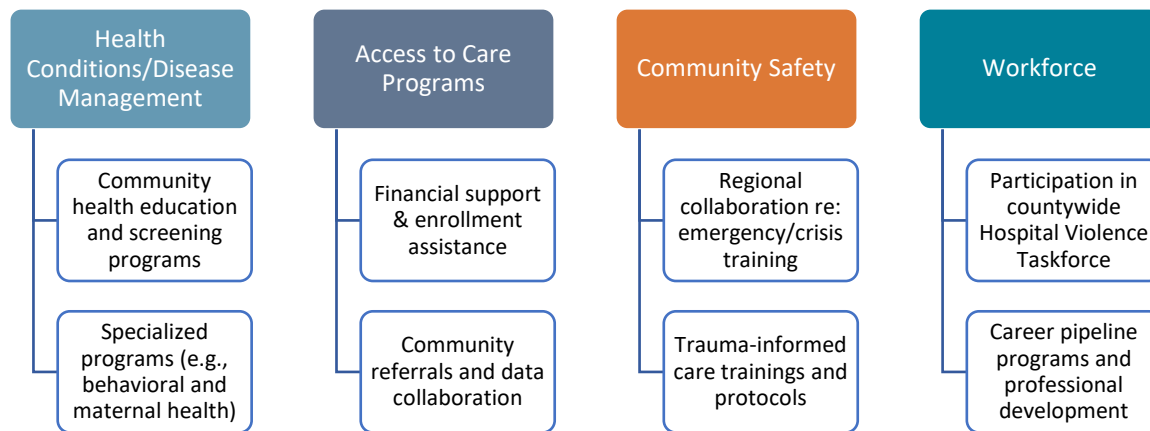 Health
Conditions/Disease
Management
Community
health education
and screening
programs
Specialized
programs (e.g.,
behavioral and
maternal health)
Access to Care
Programs
Financial support
& enrollment
assistance
Community
referrals and data
collaboration
Community Safety
Regional
collaboration re:
emergency/crisis
training
Trauma-informed
care trainings and
protocols
Workforce
Participation in
countywide
Hospital Violence
Taskforce
Career pipeline
programs and
professional
development